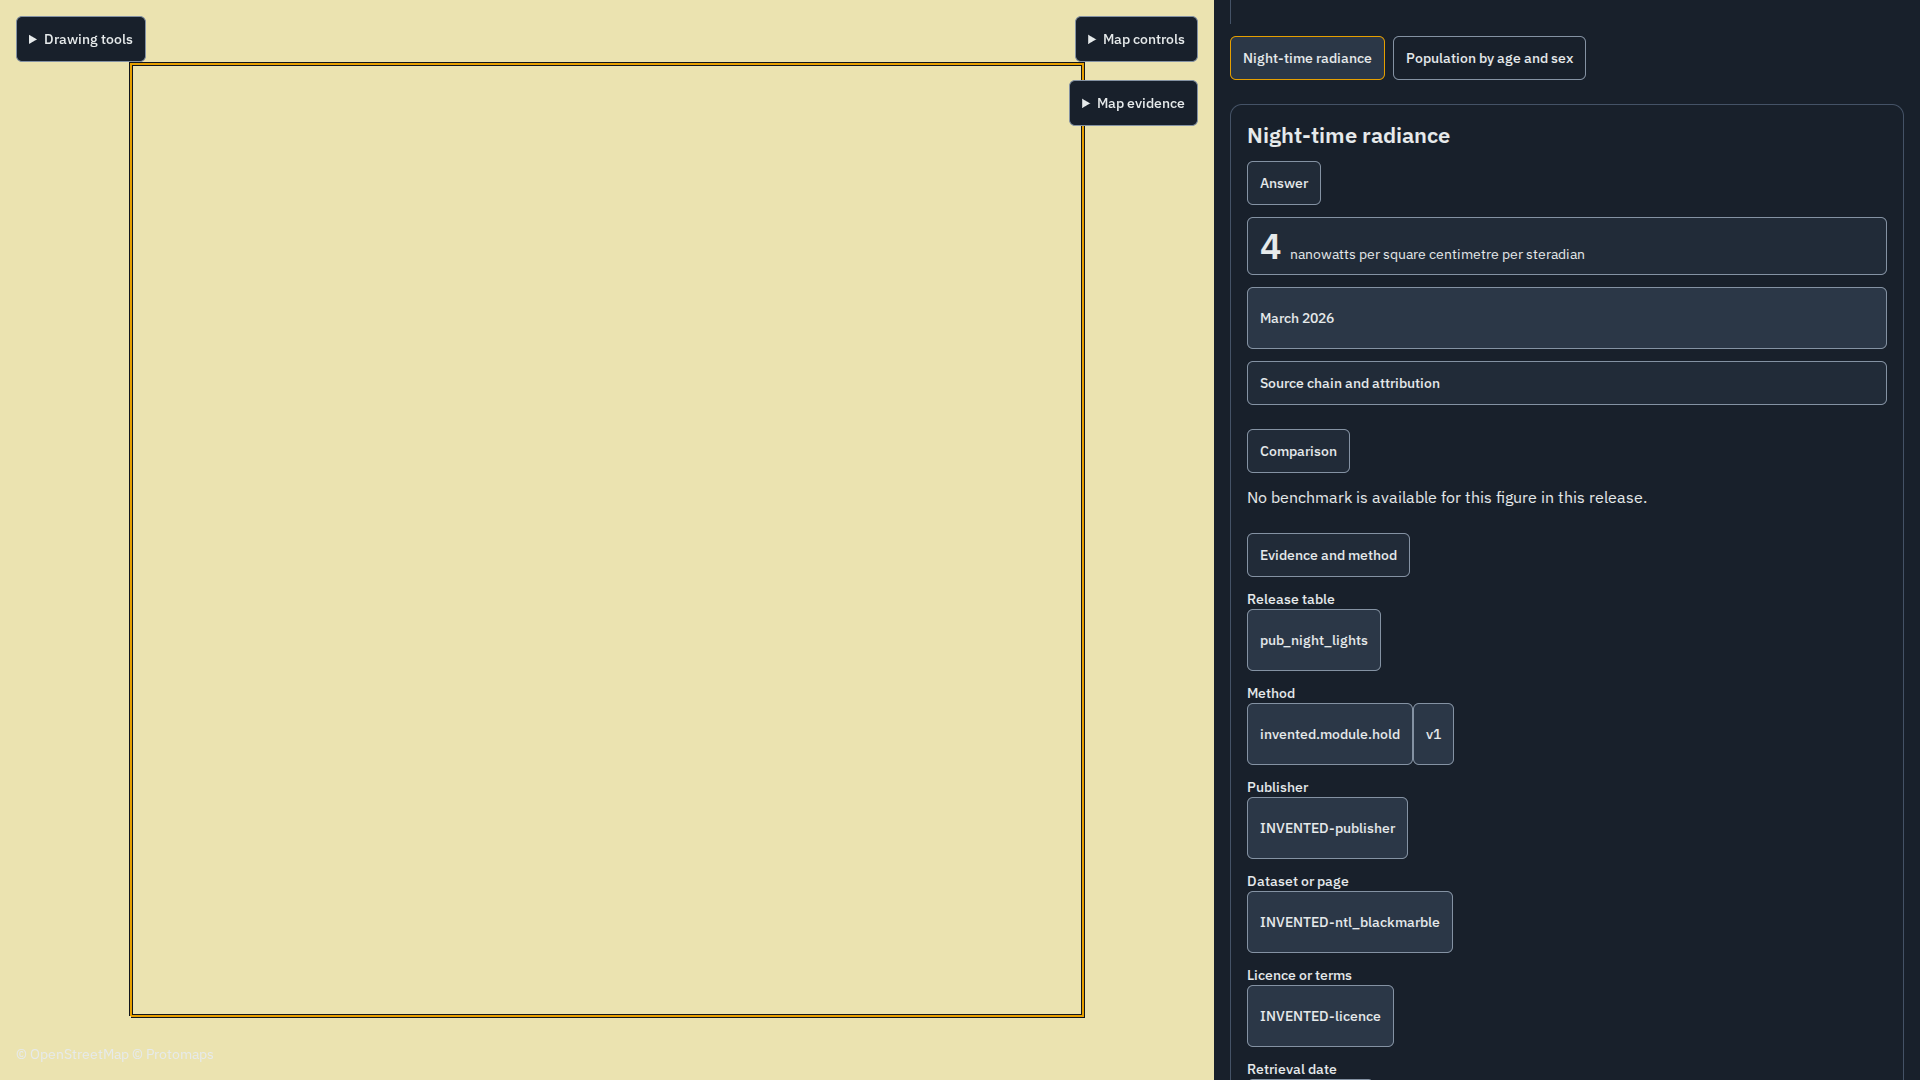 Drawing tools
Map controls
Map evidence
© OpenStreetMap © Protomaps
Night-time radiance
Population by age and sex
Night-time radiance
Answer
4 nanowatts per square centimetre per steradian
March 2026
Source chain and attribution
Comparison
No benchmark is available for this figure in this release.
Evidence and method
Release table
pub_night_lights
Method
invented.module.hold
v1
Publisher
INVENTED-publisher
Dataset or page
INVENTED-ntl_blackmarble
Licence or terms
INVENTED-licence
Retrieval date